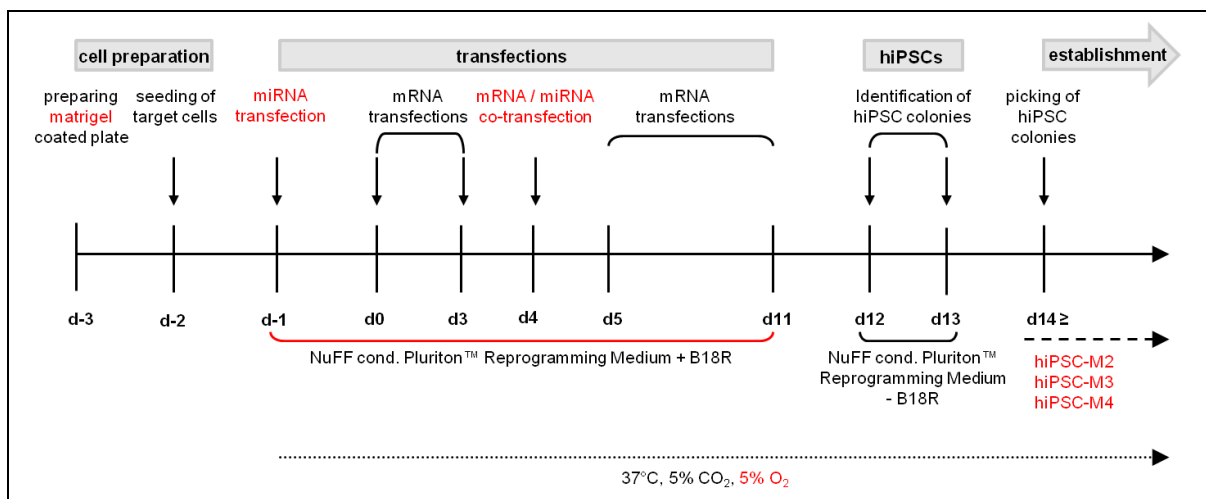 cell preparation
transfections
hiPSCs
establishment
preparing
matrigel
coated plate
seeding of
target cells
miRNA
transfection
mRNA
transfections
mRNA / miRNA
co-transfection
mRNA
transfections
Identification of
hiPSC colonies
picking of
hiPSC
colonies
d-3
d-2
d-1
d0
d3
d4
d5
d11
d12
d13
d14 ≥
NuFF cond. Pluriton™ Reprogramming Medium + B18R
NuFF cond. Pluriton™
Reprogramming Medium
- B18R
hiPSC-M2
hiPSC-M3
hiPSC-M4
37°C, 5% CO₂, 5% O₂